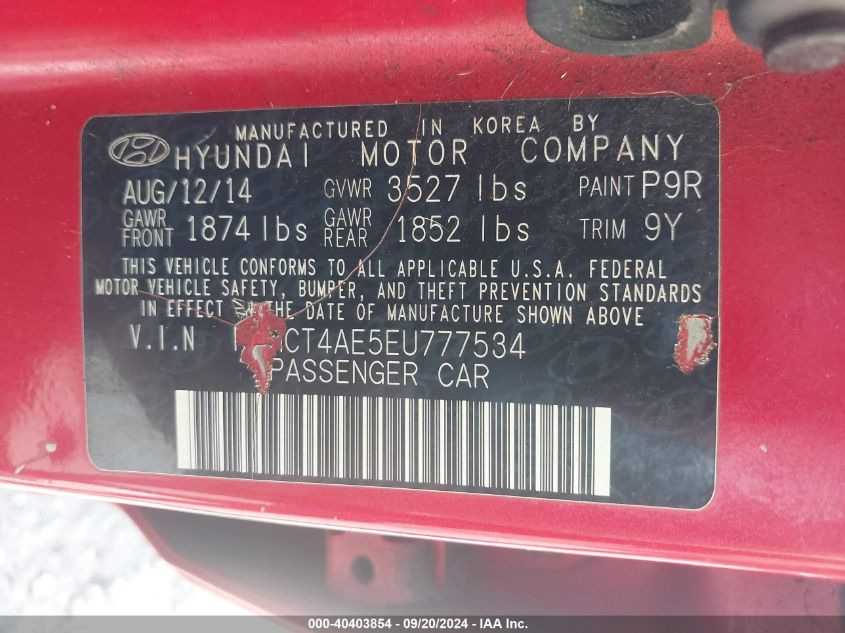 MANUFACTURED IN KOREA BY
HYUNDAI MOTOR COMPANY
AUG/12/14 GVWR 3527 lbs PAINT P9R
GAWR FRONT 1874 lbs GAWR REAR 1852 lbs TRIM 9Y
THIS VEHICLE CONFORMS TO ALL APPLICABLE U.S.A. FEDERAL
MOTOR VEHICLE SAFETY, BUMPER, AND THEFT PREVENTION STANDARDS
IN EFFECT THE DATE OF MANUFACTURE SHOWN ABOVE
V.I.N CT4AE5EU777534
PASSENGER CAR
000-40403854 - 09/20/2024 - IAA Inc.